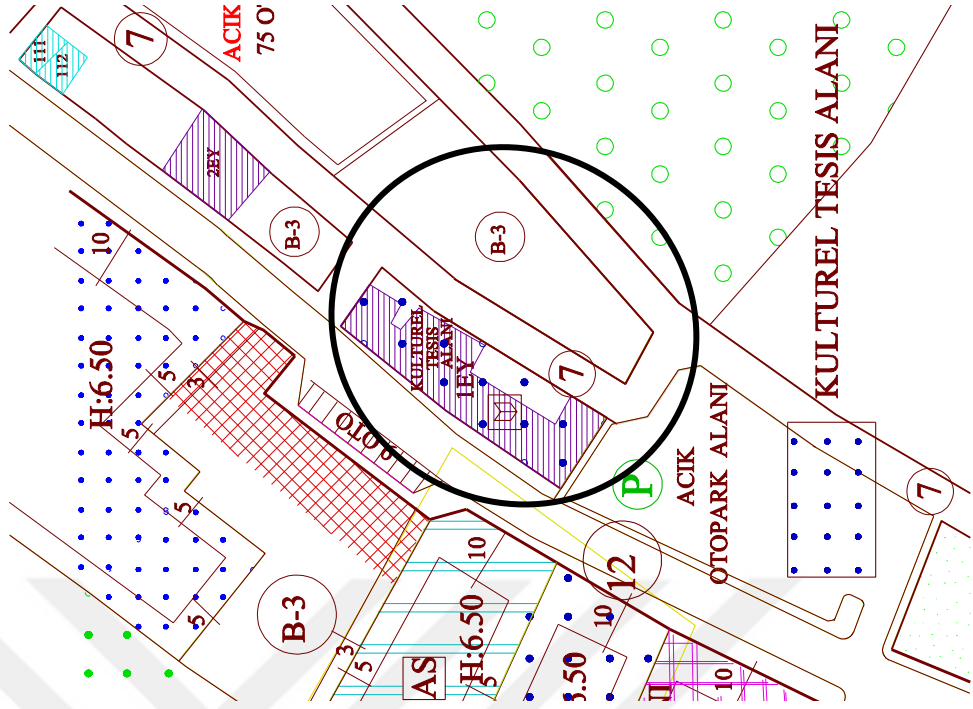 111
112
7
ACIK
75 O
2EY
B-3
B-3
KULTUREL TESIS ALANI
10
H:6.50
5
3
5
5
5
KULTUREL
TESIS
ALANI
1EY
7
OTO
P
ACIK
OTOPARK ALANI
7
12
B-3
10
H:6.50
3
5
AS
5
10
5.50
10